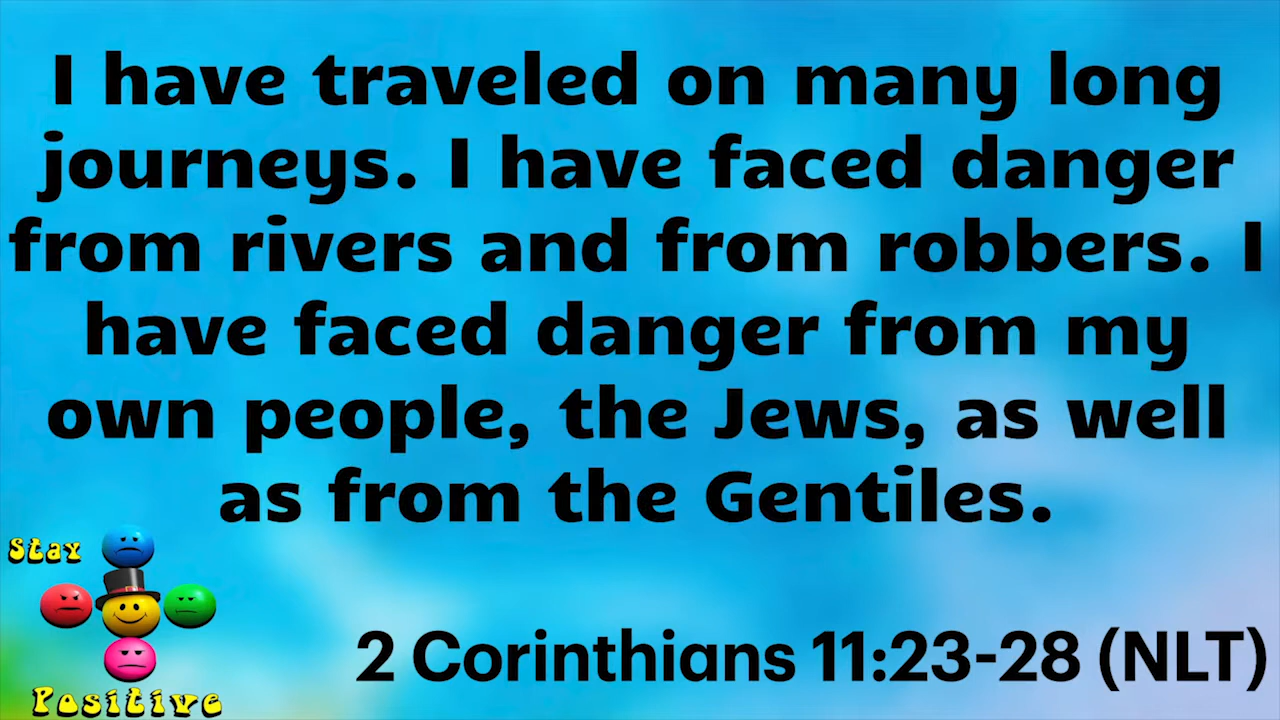 I have traveled on many long
journeys. I have faced danger
from rivers and from robbers. I
have faced danger from my
own people, the Jews, as well
as from the Gentiles.
Stay
Positive
2 Corinthians 11:23-28 (NLT)